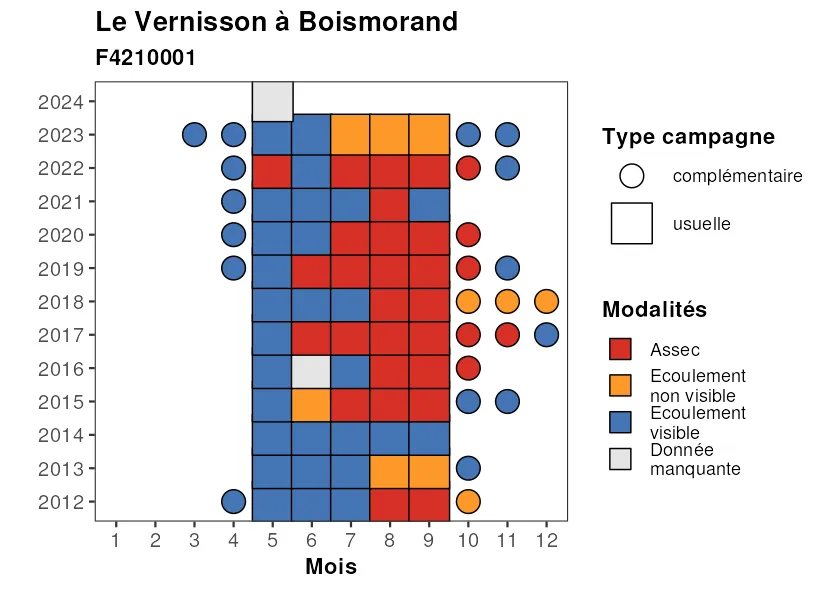 Le Vernisson à Boismorand
F4210001
2024
2023
2022
2021
2020
2019
2018
2017
2016
2015
2014
2013
2012
1 2 3 4 5 6 7 8 9 10 11 12
Mois
Type campagne
complémentaire
usuelle
Modalités
Assec
Ecoulement
non visible
Ecoulement
visible
Donnée
manquante